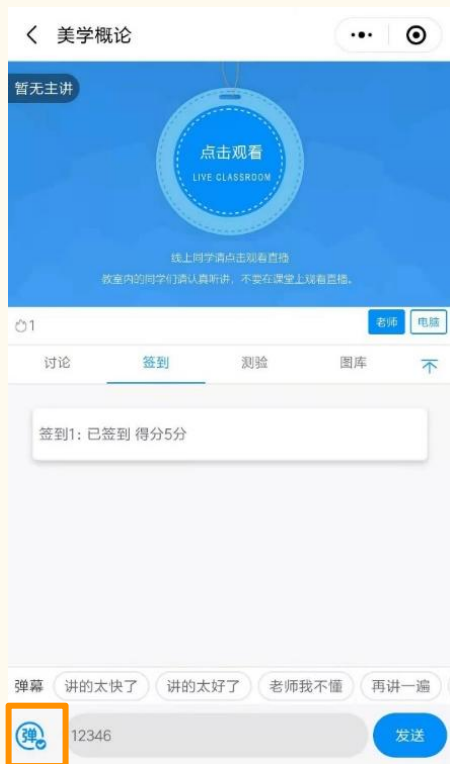 美学概论
暂无主讲
点击观看
LIVE CLASSROOM
线上同学请点击观看直播
教室内的同学们请认真听讲，不要在课堂上观看直播。
1 老师 电脑
讨论 签到 测验 图库
签到1: 已签到 得分5分
弹幕 讲的太快了 讲的太好了 老师我不懂 再讲一遍
弹 12346 发送